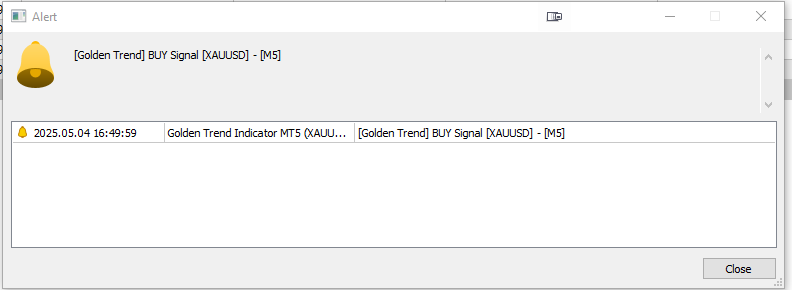 Alert
[Golden Trend] BUY Signal [XAUUSD] - [M5]
2025.05.04 16:49:59 Golden Trend Indicator MT5 (XAUU... [Golden Trend] BUY Signal [XAUUSD] - [M5]
Close